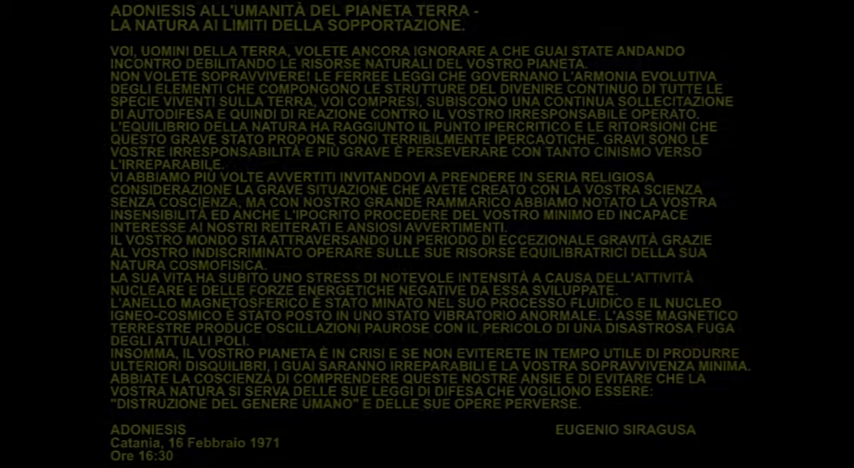 ADONIESIS ALL'UMANITÀ DEL PIANETA TERRA -
LA NATURA AI LIMITI DELLA SOPPORTAZIONE.
VOI, UOMINI DELLA TERRA, VOLETE ANCORA IGNORARE A CHE GUAI STATE ANDANDO
INCONTRO DEBILITANDO LE RISORSE NATURALI DEL VOSTRO PIANETA.
NON VOLETE SOPRAVVIVERE! LE FERREE LEGGI CHE GOVERNANO L'ARMONIA EVOLUTIVA
DEGLI ELEMENTI CHE COMPONGONO LE STRUTTURE DEL DIVENIRE CONTINUO DI TUTTE LE
SPECIE VIVENTI SULLA TERRA, VOI COMPRESI, SUBISCONO UNA CONTINUA SOLLECITAZIONE
DI AUTODIFESA E QUINDI DI REAZIONE CONTRO IL VOSTRO IRRESPONSABILE OPERATO.
L'EQUILIBRIO DELLA NATURA HA RAGGIUNTO IL PUNTO IPERCRITICO E LE RITORSIONI CHE
QUESTO GRAVE STATO PROPONE SONO TERRIBILMENTE IPERCAOTICHE. GRAVI SONO LE
VOSTRE IRRESPONSABILITÀ E PIÙ GRAVE È PERSEVERARE CON TANTO CINISMO VERSO
L'IRREPARABILE.
VI ABBIAMO PIÙ VOLTE AVVERTITI INVITANDOVI A PRENDERE IN SERIA RELIGIOSA
CONSIDERAZIONE LA GRAVE SITUAZIONE CHE AVETE CREATO CON LA VOSTRA SCIENZA
SENZA COSCIENZA, MA CON NOSTRO GRANDE RAMMARICO ABBIAMO NOTATO LA VOSTRA
INSENSIBILITÀ ED ANCHE L'IPOCRITO PROCEDERE DEL VOSTRO MINIMO ED INCAPACE
INTERESSE AI NOSTRI REITERATI E ANSIOSI AVVERTIMENTI.
IL VOSTRO MONDO STA ATTRAVERSANDO UN PERIODO DI ECCEZIONALE GRAVITÀ GRAZIE
AL VOSTRO INDISCRIMINATO OPERARE SULLE SUE RISORSE EQUILIBRATRICI DELLA SUA
NATURA COSMOFISICA.
LA SUA VITA HA SUBITO UNO STRESS DI NOTEVOLE INTENSITÀ A CAUSA DELL'ATTIVITÀ
NUCLEARE E DELLE FORZE ENERGETICHE NEGATIVE DA ESSA SVILUPPATE.
L'ANELLO MAGNETOSFERICO È STATO MINATO NEL SUO PROCESSO FLUIDICO E IL NUCLEO
IGNEO-COSMICO È STATO POSTO IN UNO STATO VIBRATORIO ANORMALE. L'ASSE MAGNETICO
TERRESTRE PRODUCE OSCILLAZIONI PAUROSE CON IL PERICOLO DI UNA DISASTROSA FUGA
DEGLI ATTUALI POLI.
INSOMMA, IL VOSTRO PIANETA È IN CRISI E SE NON EVITERETE IN TEMPO UTILE DI PRODURRE
ULTERIORI DISQUILIBRI, I GUAI SARANNO IRREPARABILI E LA VOSTRA SOPRAVVIVENZA MINIMA.
ABBIATE LA COSCIENZA DI COMPRENDERE QUESTE NOSTRE ANSIE E DI EVITARE CHE LA
VOSTRA NATURA SI SERVA DELLE SUE LEGGI DI DIFESA CHE VOGLIONO ESSERE:
"DISTRUZIONE DEL GENERE UMANO" E DELLE SUE OPERE PERVERSE.
ADONIESIS EUGENIO SIRAGUSA
Catania, 16 Febbraio 1971
Ore 16:30